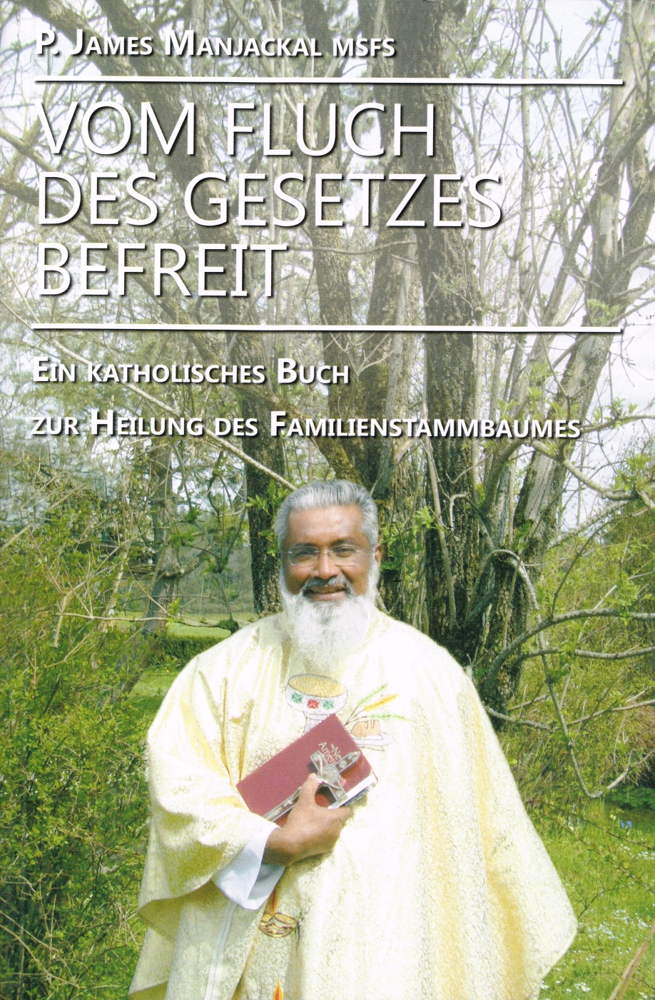 P. James Manjackal MSFS
VOM FLUCH
DES GESETZES
BEFREIT
Ein katholisches Buch
zur Heilung des Familienstammbaumes